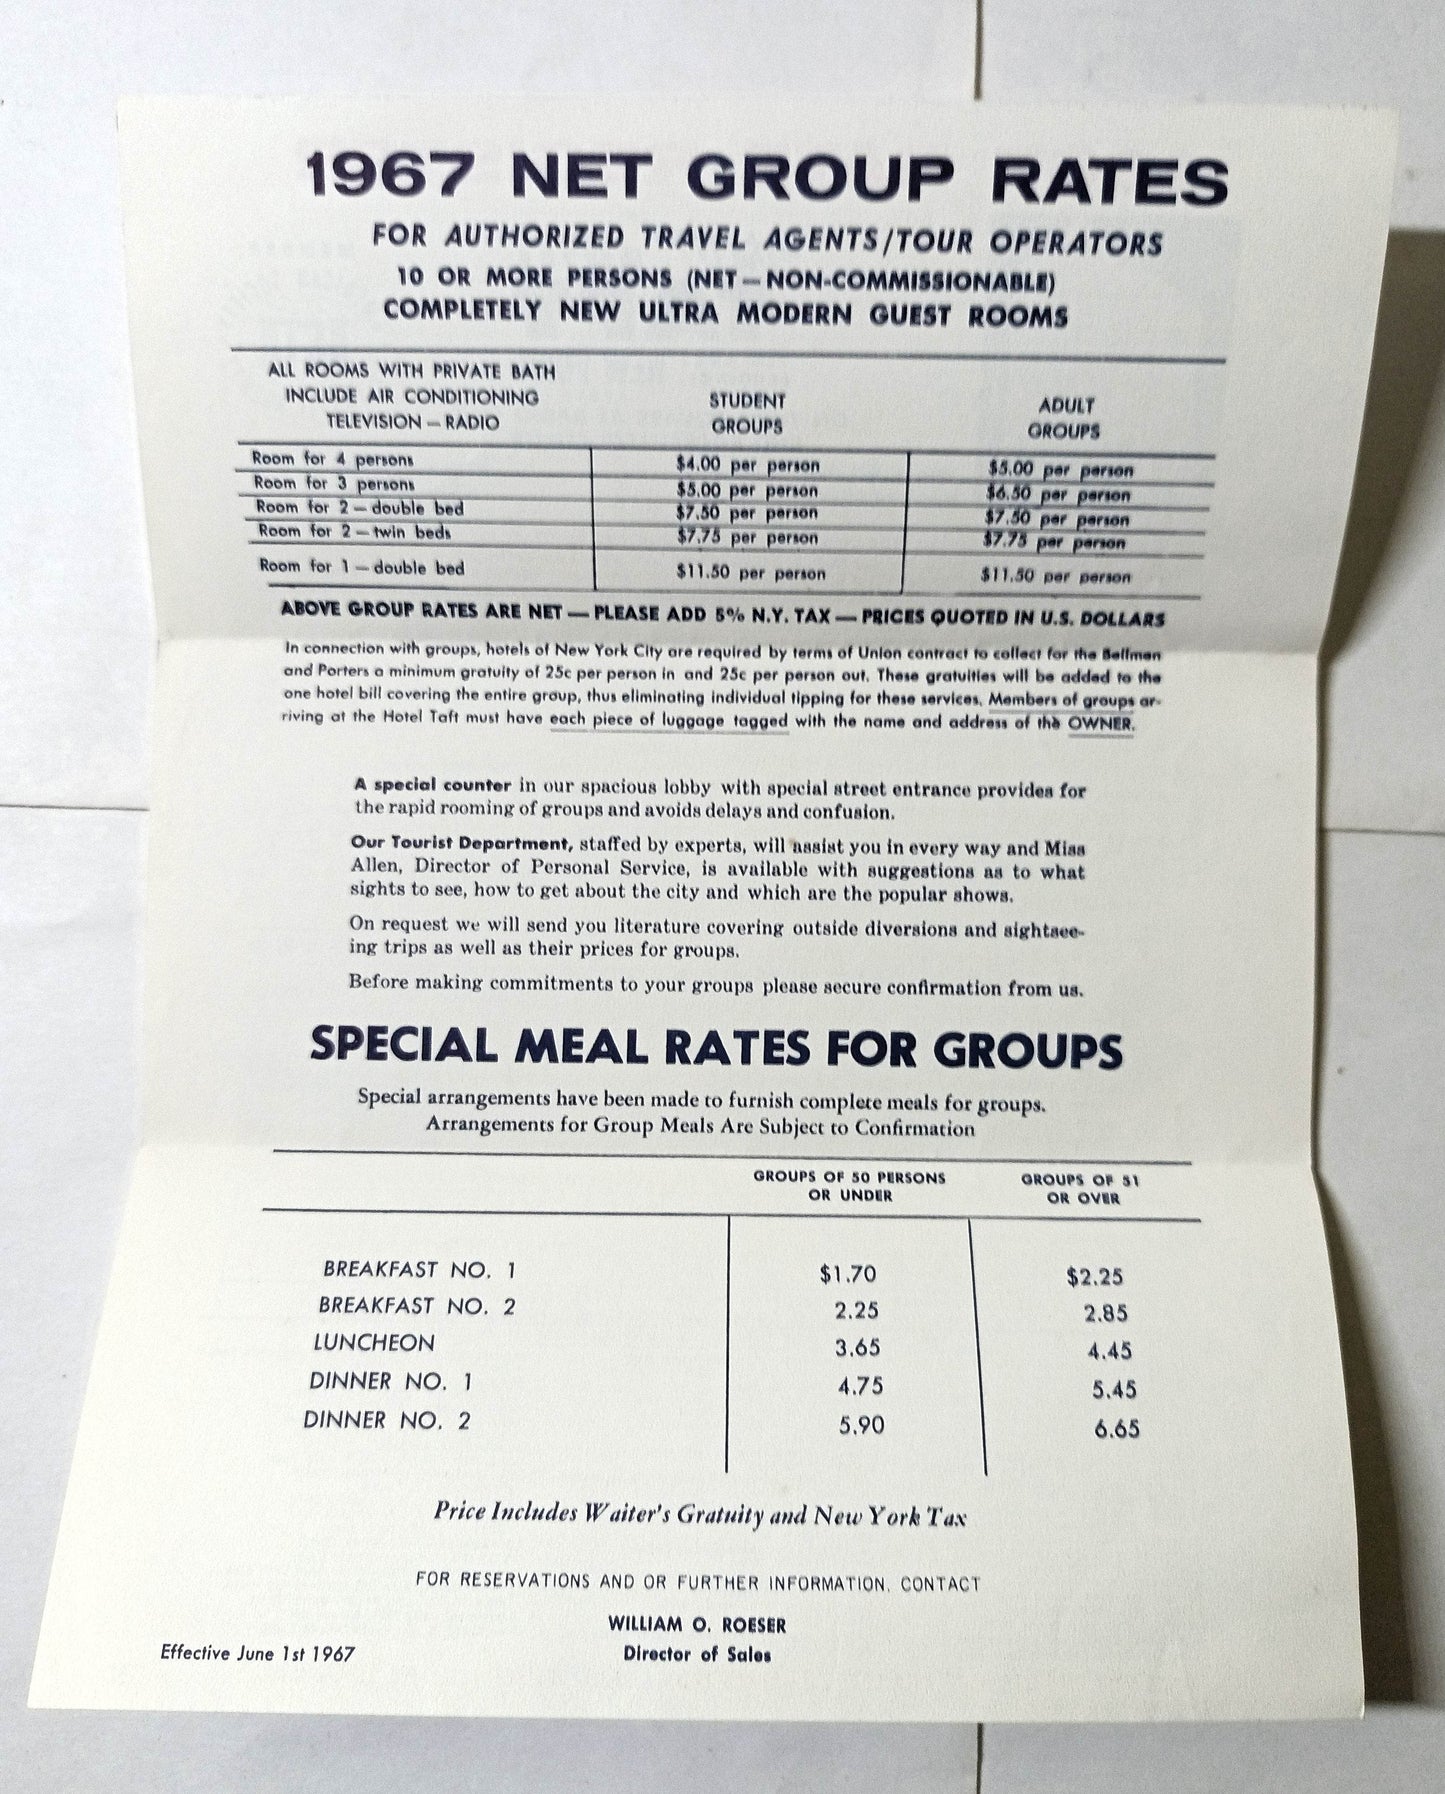 1967 NET GROUP RATES
FOR AUTHORIZED TRAVEL AGENTS/TOUR OPERATORS
10 OR MORE PERSONS (NET — NON-COMMISSIONABLE)
COMPLETELY NEW ULTRA MODERN GUEST ROOMS
ALL ROOMS WITH PRIVATE BATH
INCLUDE AIR CONDITIONING
TELEVISION — RADIO
STUDENT
GROUPS
ADULT
GROUPS
Room for 4 persons $4.00 per person $5.00 per person
Room for 3 persons $5.00 per person $6.50 per person
Room for 2 — double bed $7.50 per person $7.50 per person
Room for 2 — twin beds $7.75 per person $7.75 per person
Room for 1 — double bed $11.50 per person $11.50 per person
ABOVE GROUP RATES ARE NET — PLEASE ADD 5% N.Y. TAX — PRICES QUOTED IN U.S. DOLLARS
In connection with groups, hotels of New York City are required by terms of Union contract to collect for the Bellmen
and Porters a minimum gratuity of 25c per person in and 25c per person out. These gratuities will be added to the
one hotel bill covering the entire group, thus eliminating individual tipping for these services. Members of groups ar-
riving at the Hotel Taft must have each piece of luggage tagged with the name and address of the OWNER.
A special counter in our spacious lobby with special street entrance provides for
the rapid rooming of groups and avoids delays and confusion.
Our Tourist Department, staffed by experts, will assist you in every way and Miss
Allen, Director of Personal Service, is available with suggestions as to what
sights to see, how to get about the city and which are the popular shows.
On request we will send you literature covering outside diversions and sightsee-
ing trips as well as their prices for groups.
Before making commitments to your groups please secure confirmation from us.
SPECIAL MEAL RATES FOR GROUPS
Special arrangements have been made to furnish complete meals for groups.
Arrangements for Group Meals Are Subject to Confirmation
GROUPS OF 50 PERSONS
OR UNDER
GROUPS OF 51
OR OVER
BREAKFAST NO. 1 $1.70 $2.25
BREAKFAST NO. 2 2.25 2.85
LUNCHEON 3.65 4.45
DINNER NO. 1 4.75 5.45
DINNER NO. 2 5.90 6.65
Price Includes Waiter's Gratuity and New York Tax
FOR RESERVATIONS AND OR FURTHER INFORMATION. CONTACT
WILLIAM O. ROESER
Director of Sales
Effective June 1st 1967